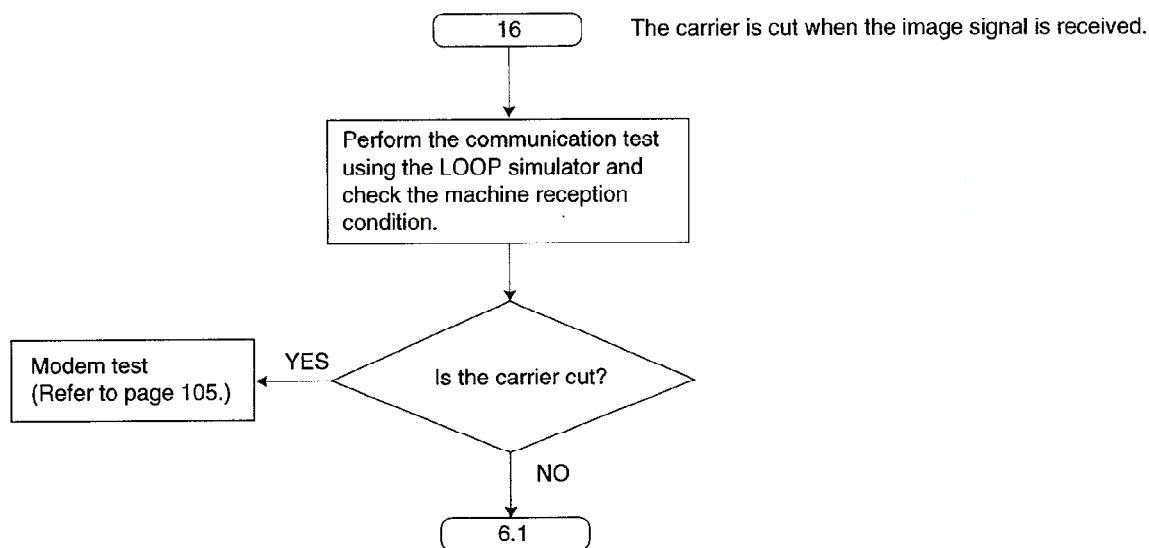 16
The carrier is cut when the image signal is received.
Perform the communication test
using the LOOP simulator and
check the machine reception
condition.
Is the carrier cut?
YES
Modem test
(Refer to page 105.)
NO
6.1